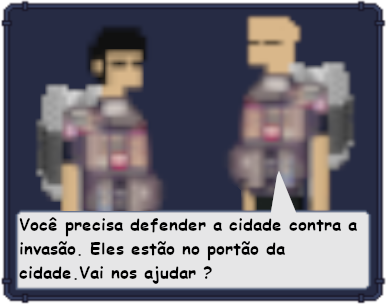 Você precisa defender a cidade contra a
invasão. Eles estão no portão da
cidade.Vai nos ajudar ?